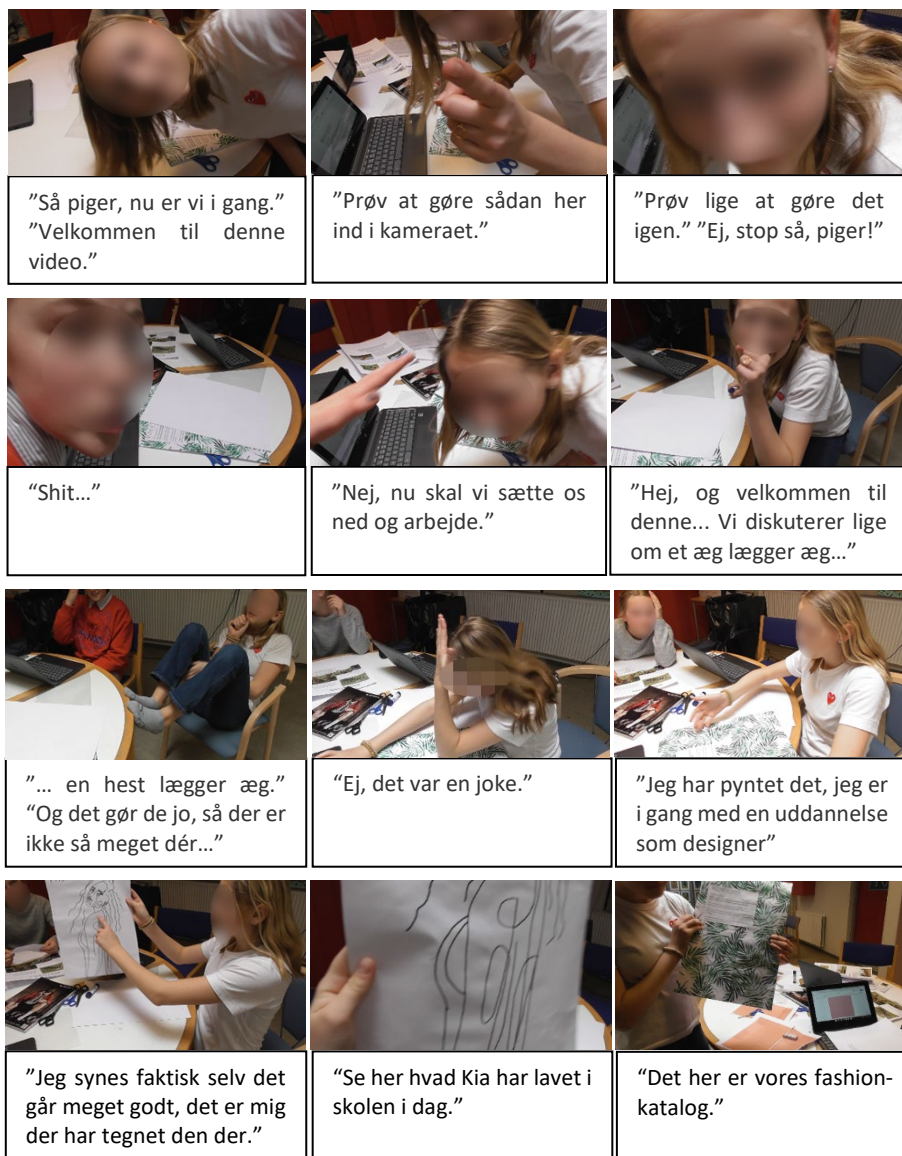 ”Så piger, nu er vi i gang.”
”Velkommen til denne
video.”
”Prøv at gøre sådan her
ind i kameraet.”
”Prøv lige at gøre det
igen.” ”Ej, stop så, piger!”
“Shit…”
”Nej, nu skal vi sætte os
ned og arbejde.”
”Hej, og velkommen til
denne... Vi diskuterer lige
om et æg lægger æg…”
”… en hest lægger æg.”
“Og det gør de jo, så der er
ikke så meget dér…”
“Ej, det var en joke.”
”Jeg har pyntet det, jeg er
i gang med en uddannelse
som designer”
”Jeg synes faktisk selv det
går meget godt, det er mig
der har tegnet den der.”
“Se her hvad Kia har lavet i
skolen i dag.”
“Det her er vores fashion-
katalog.”